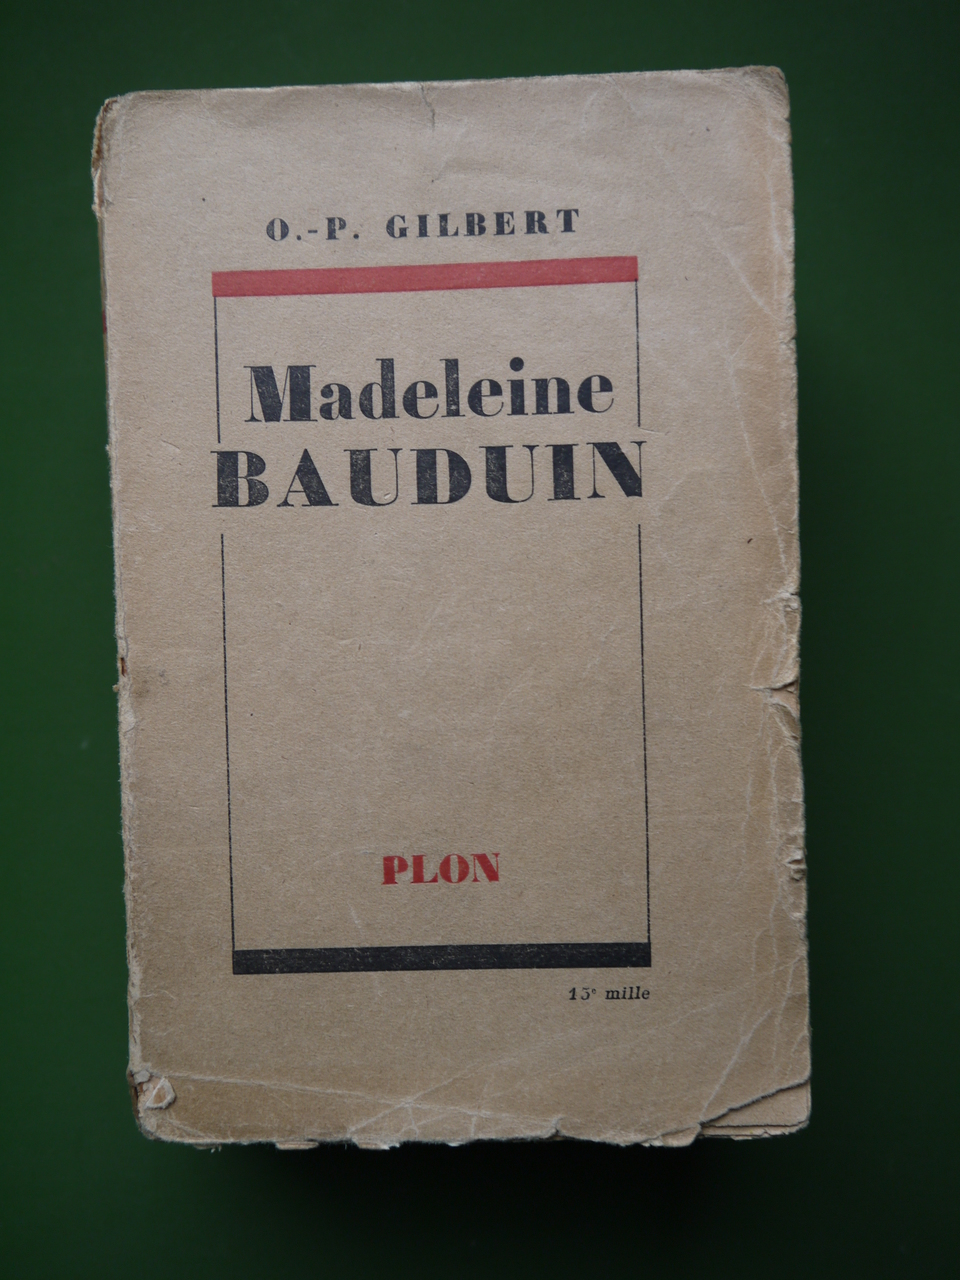 O.-P. GILBERT
Madeleine
BAUDUIN
PLON
15e mille